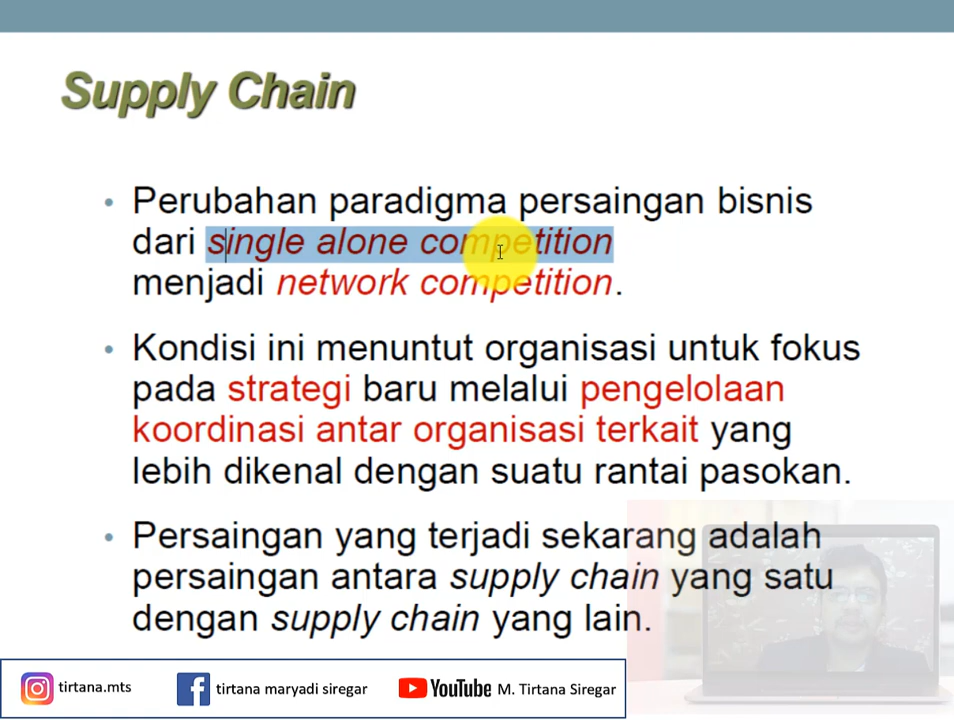 Supply Chain
• Perubahan paradigma persaingan bisnis
dari single alone competition
menjadi network competition.
• Kondisi ini menuntut organisasi untuk fokus
pada strategi baru melalui pengelolaan
koordinasi antar organisasi terkait yang
lebih dikenal dengan suatu rantai pasokan.
• Persaingan yang terjadi sekarang adalah
persaingan antara supply chain yang satu
dengan supply chain yang lain.
tirtana.mts tirtana maryadi siregar YouTube M. Tirtana Siregar